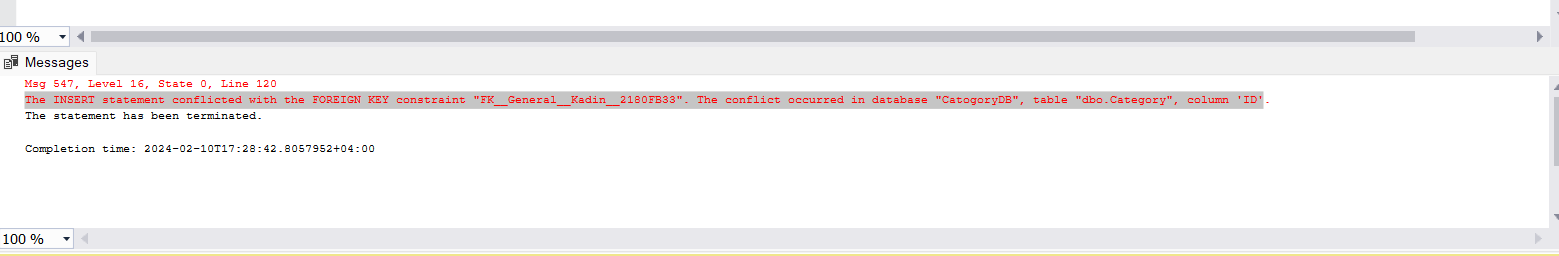 100 %
Messages
Msg 547, Level 16, State 0, Line 120
The INSERT statement conflicted with the FOREIGN KEY constraint "FK__General__Kadin__2180FB33". The conflict occurred in database "CatogoryDB", table "dbo.Category", column 'ID'.
The statement has been terminated.
Completion time: 2024-02-10T17:28:42.8057952+04:00
100 %